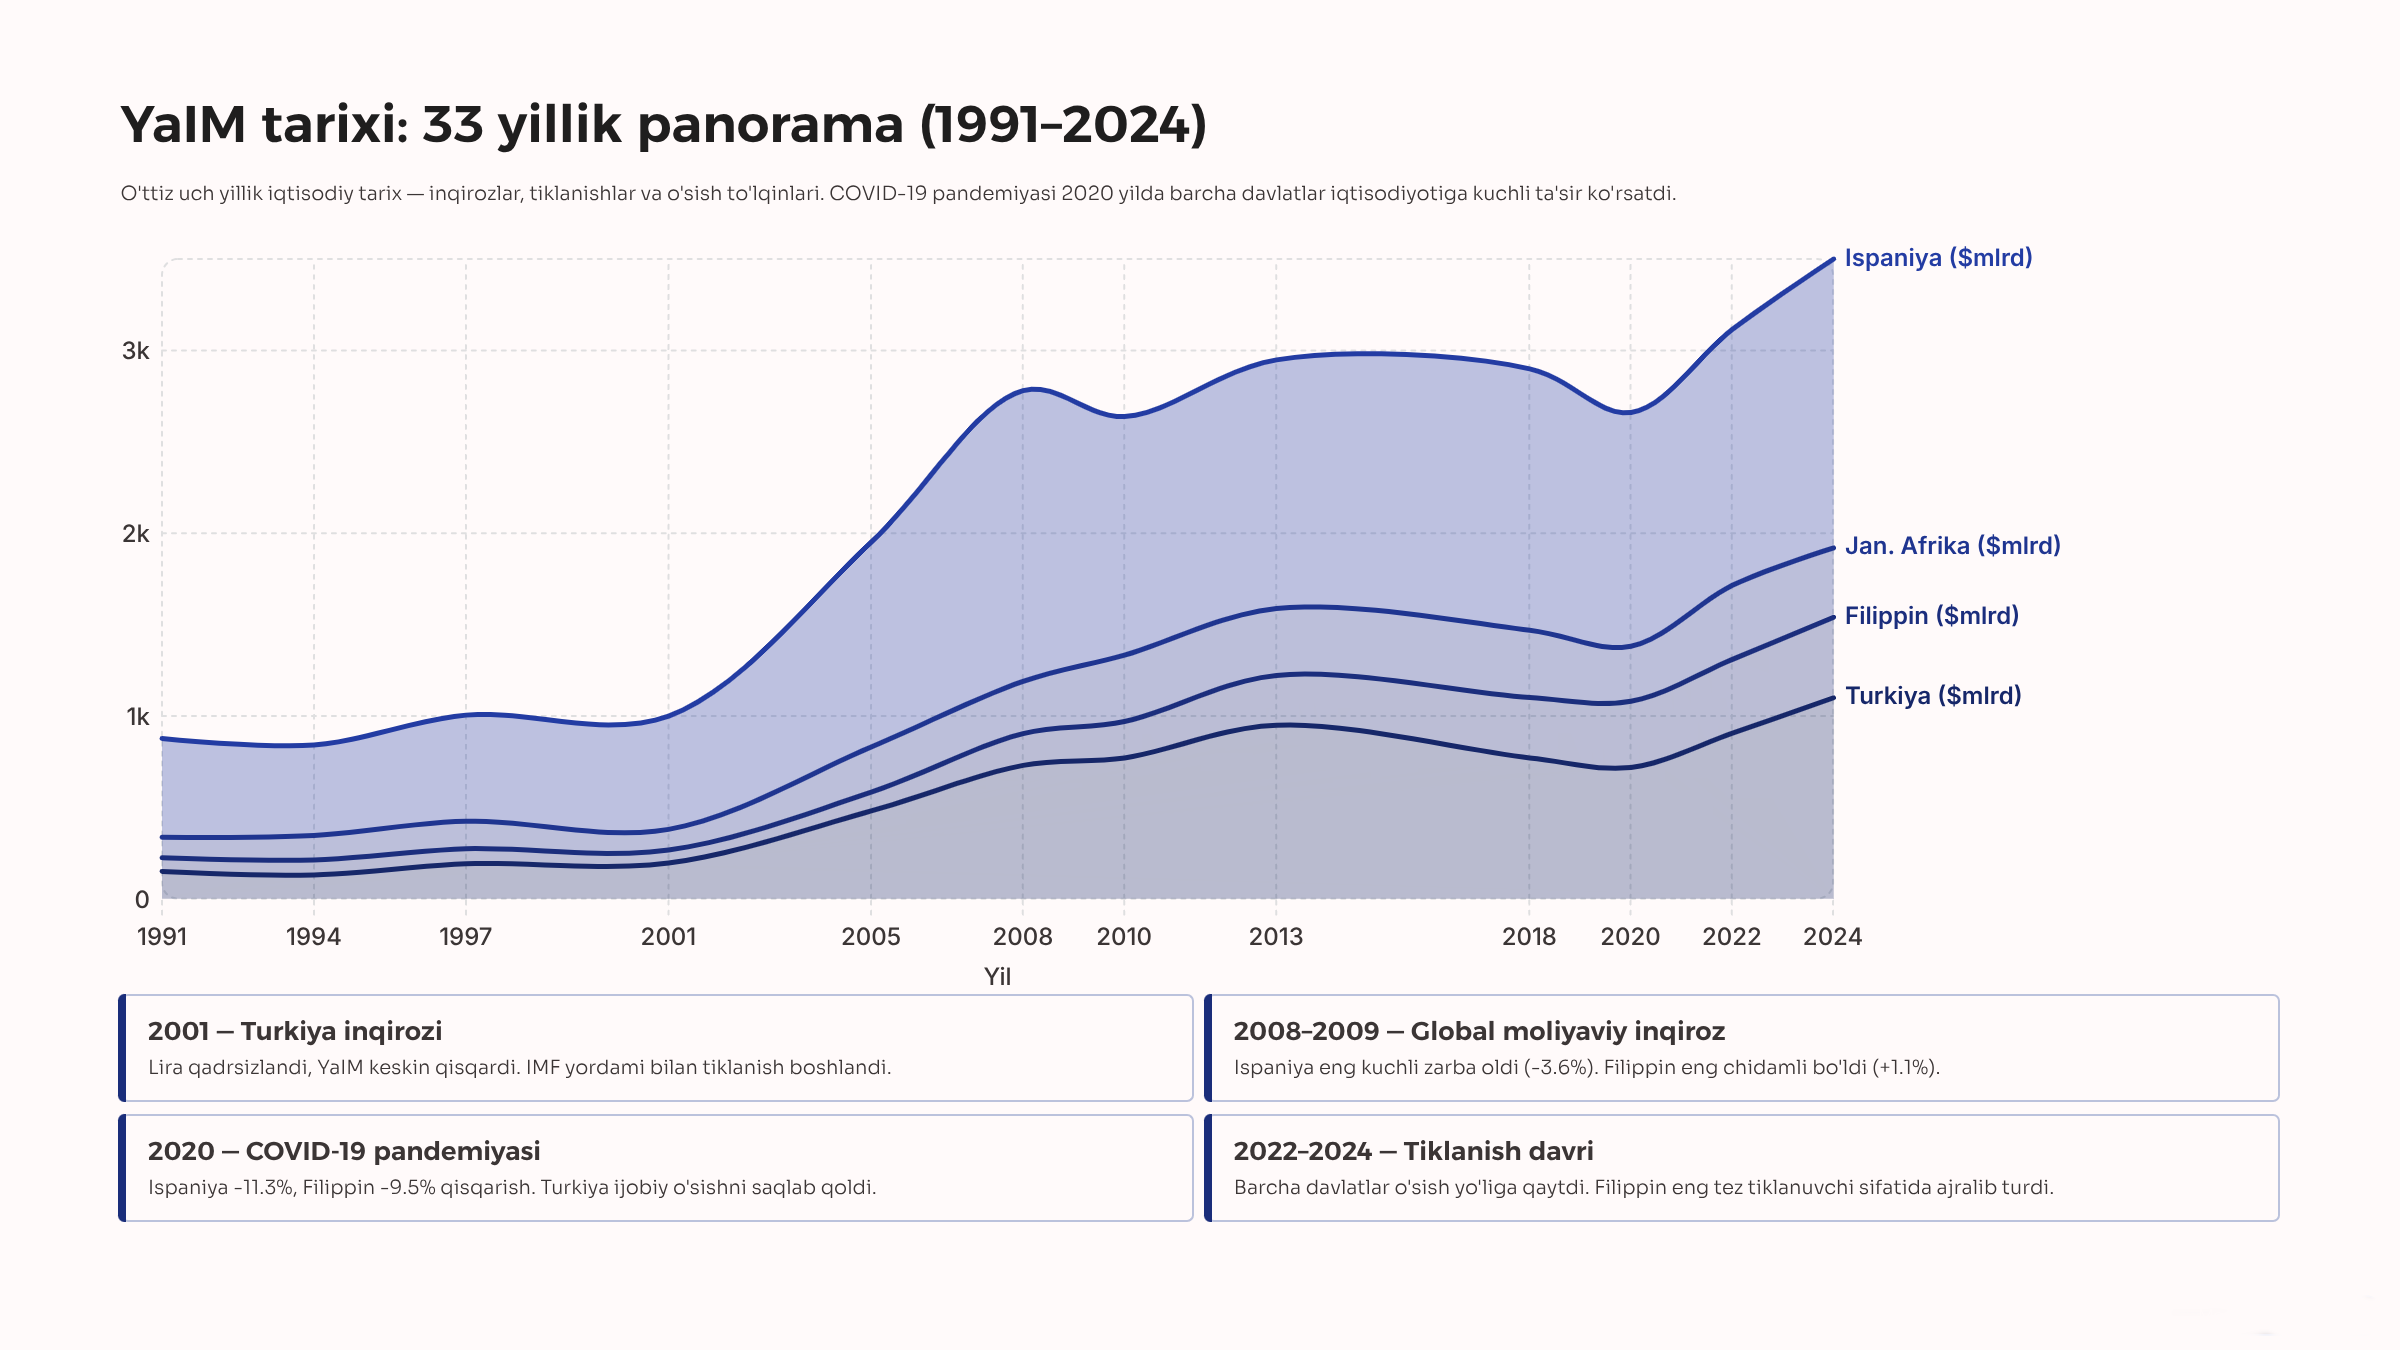 YaIM tarixi: 33 yillik panorama (1991–2024)
O'ttiz uch yillik iqtisodiy tarix — inqirozlar, tiklanishlar va o'sish to'lqinlari. COVID-19 pandemiyasi 2020 yilda barcha davlatlar iqtisodiyotiga kuchli ta'sir ko'rsatdi.
Ispaniya ($mlrd)
3k
2k
Jan. Afrika ($mlrd)
Filippin ($mlrd)
Turkiya ($mlrd)
1k
0
1991 1994 1997 2001 2005 2008 2010 2013 2018 2020 2022 2024
Yil
2001 — Turkiya inqirozi
Lira qadrsizlandi, YaIM keskin qisqardi. IMF yordami bilan tiklanish boshlandi.
2008–2009 — Global moliyaviy inqiroz
Ispaniya eng kuchli zarba oldi (-3.6%). Filippin eng chidamli bo'ldi (+1.1%).
2020 — COVID-19 pandemiyasi
Ispaniya -11.3%, Filippin -9.5% qisqarish. Turkiya ijobiy o'sishni saqlab qoldi.
2022–2024 — Tiklanish davri
Barcha davlatlar o'sish yo'liga qaytdi. Filippin eng tez tiklanuvchi sifatida ajralib turdi.